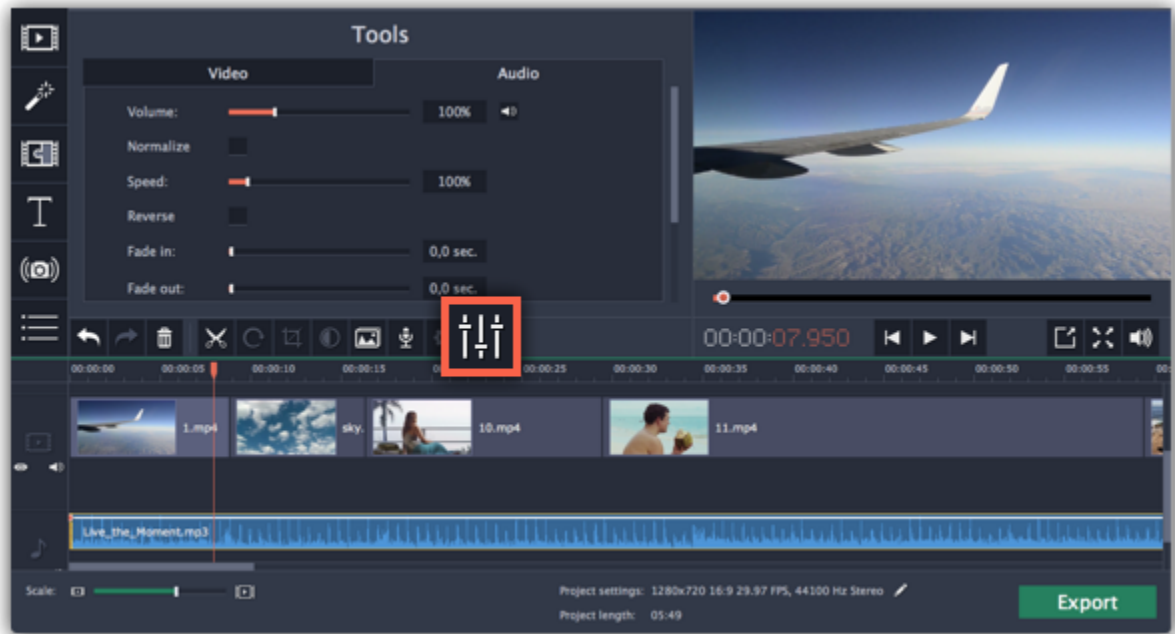 Tools
Video
Audio
Volume:
100%
Normalize
Speed:
100%
Reverse
Fade in:
0,0 sec.
Fade out:
0,0 sec.
T
00:00:07.950
00:00:00
00:00:05
00:00:10
00:00:15
00:00:25
00:00:30
00:00:35
00:00:40
00:00:45
00:00:50
00:00:55
00:
1.mp4
sky.
10.mp4
11.mp4
Live_the_Moment.mp3
Scale:
Project settings: 1280x720 16:9 29.97 FPS, 44100 Hz Stereo
Project length: 05:49
Export